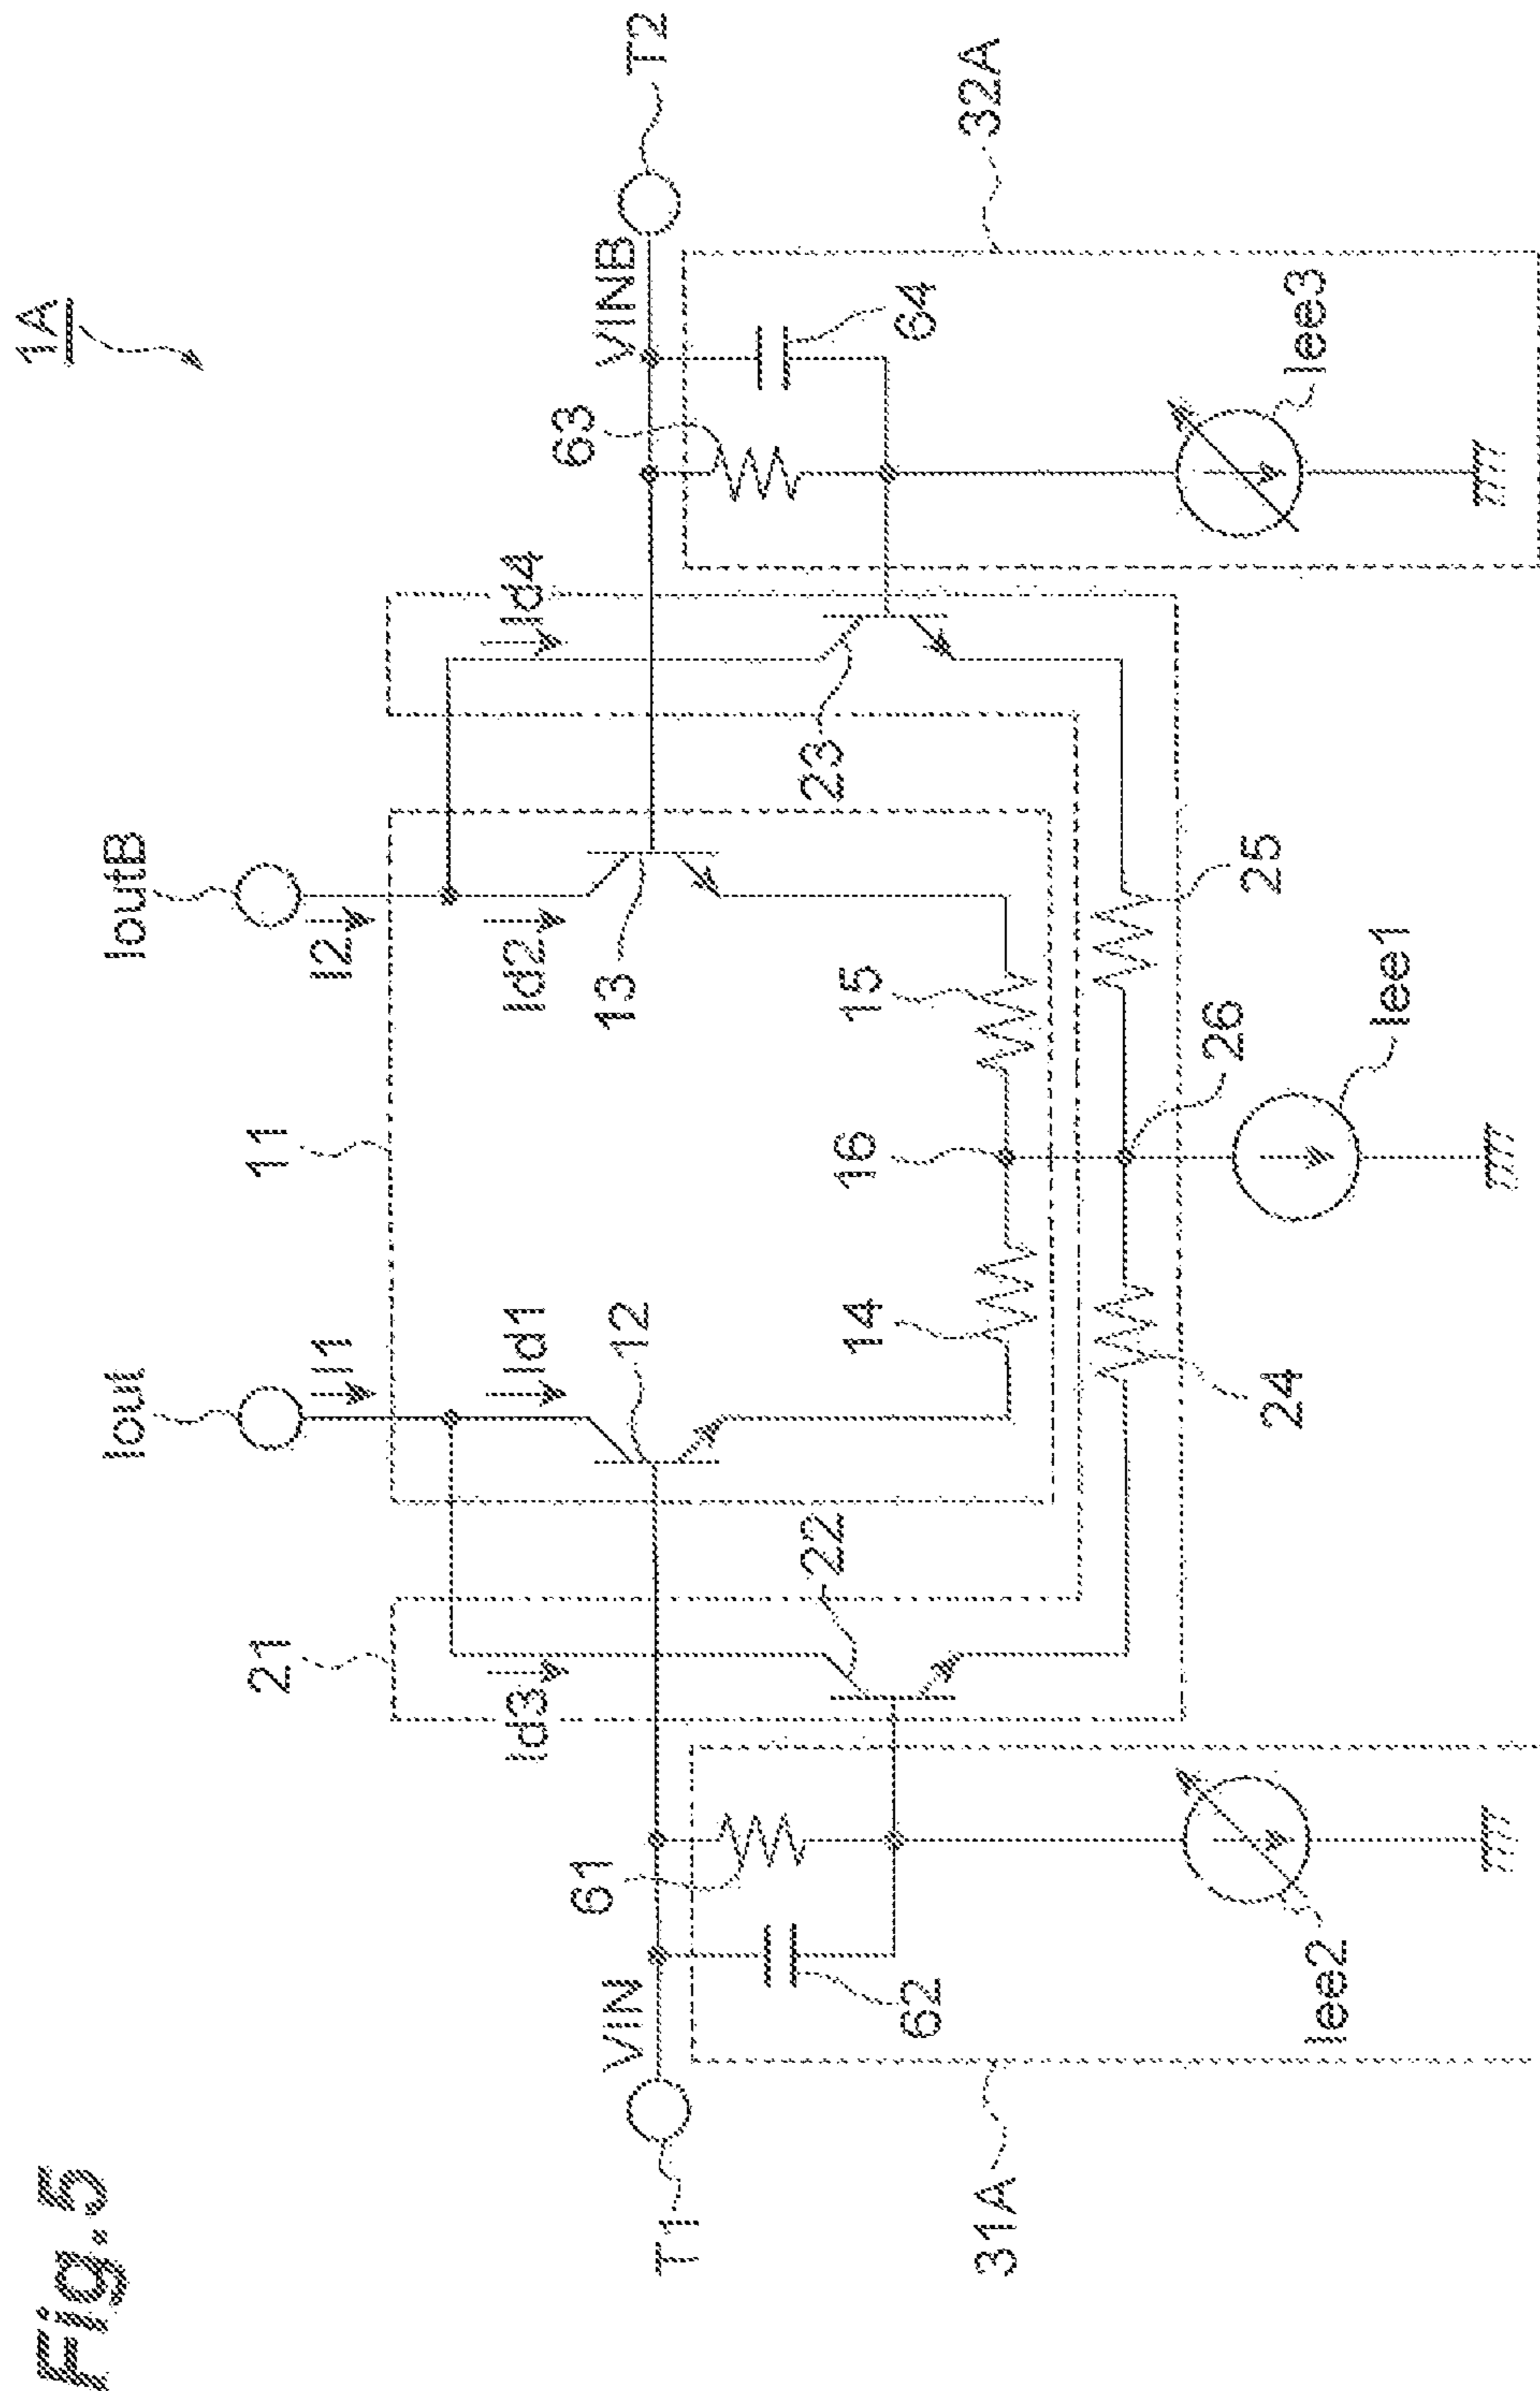 Fig.5
1A
Iout
IoutB
I1
I2
11
21
Id3
Id1
Id2
Id4
12
13
T1
VIN
VINB
T2
61
63
62
22
14
16
15
23
64
31A
32A
24
26
25
Iee2
Iee1
Iee3